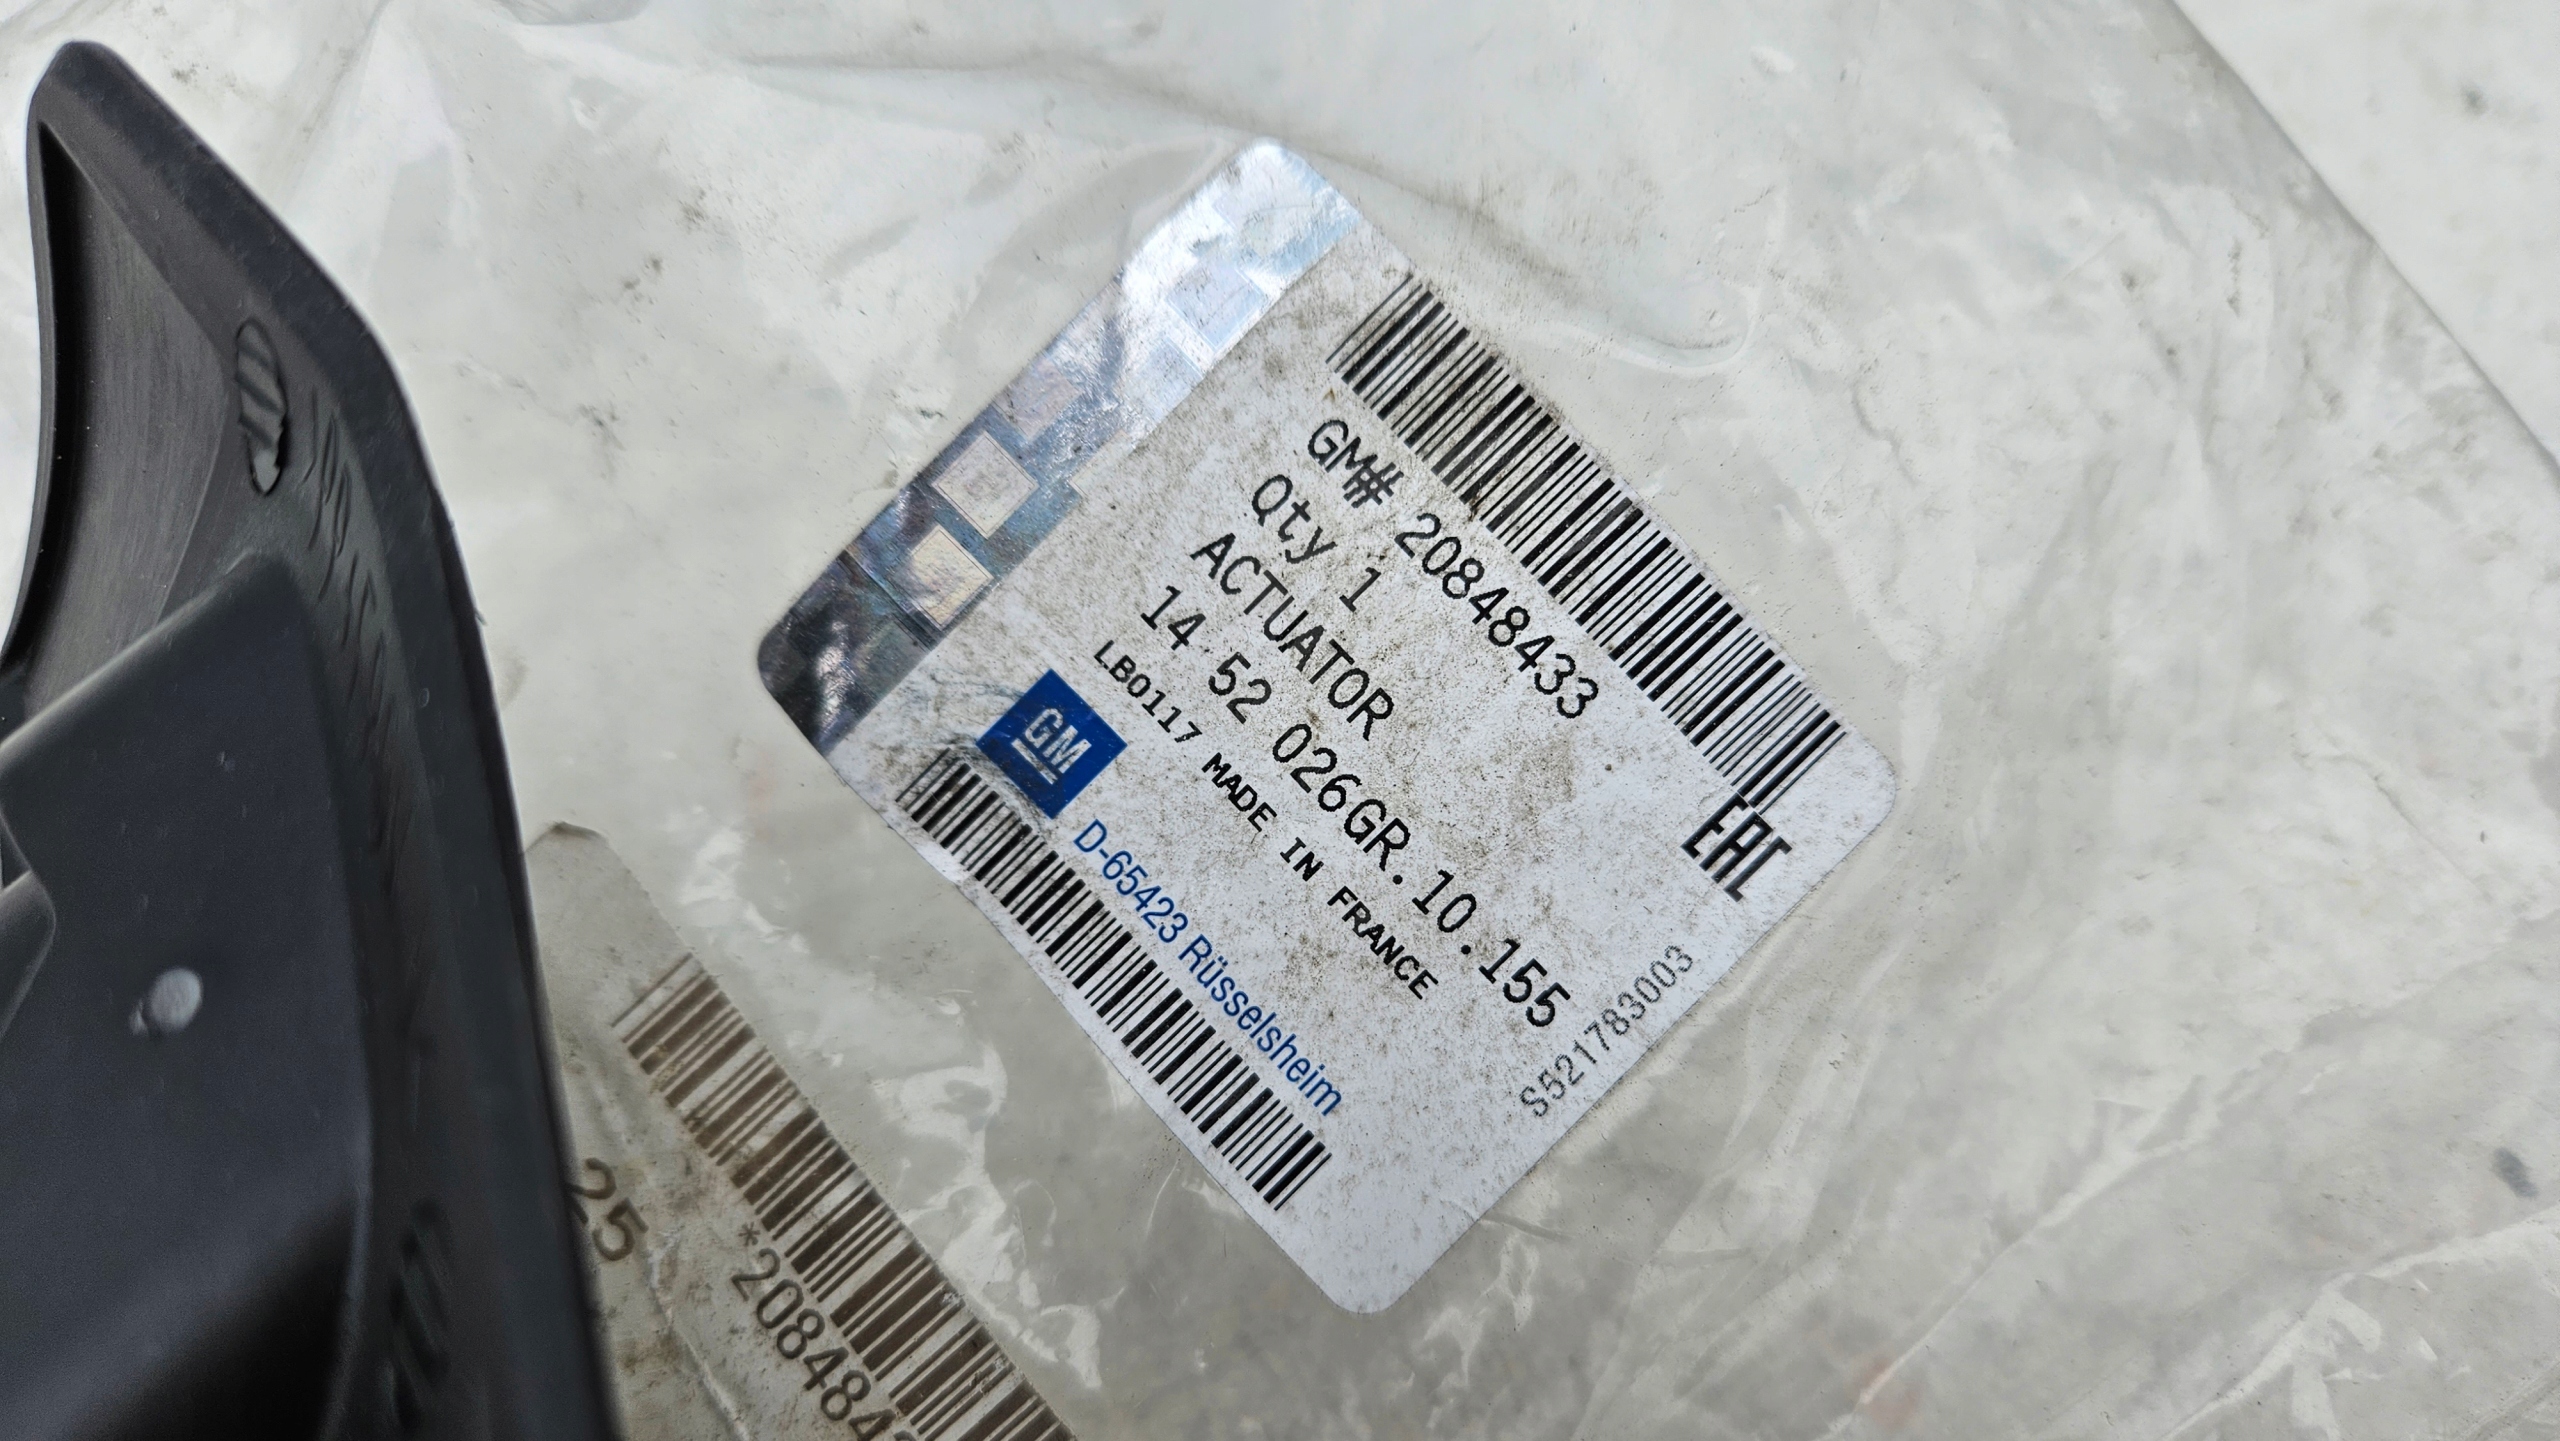 GM# 20848433
Qty 1
ACTUATOR
14 52 026GR.10.155
LB0117 MADE IN FRANCE
GM
D-65423 Rüsselsheim
EAC
S521783003
25
*208484